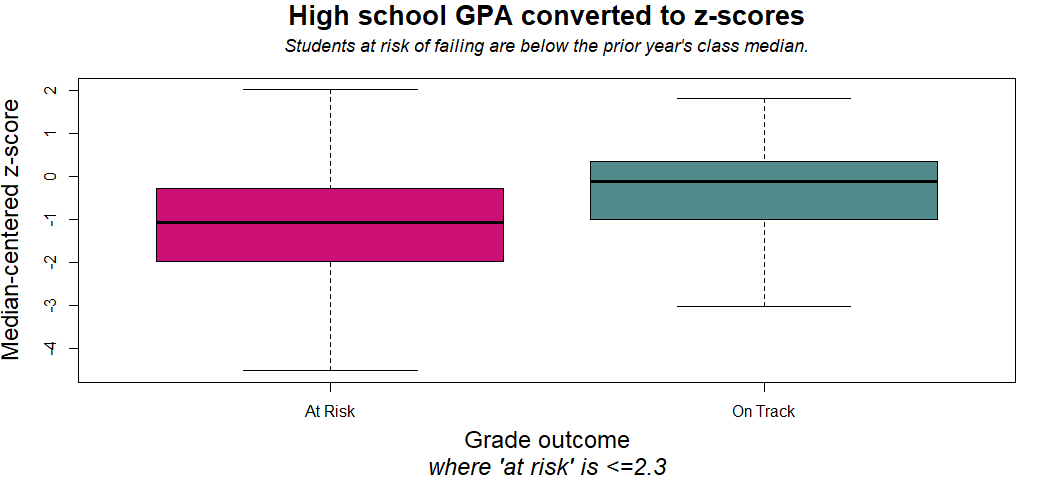 High school GPA converted to z-scores
Students at risk of failing are below the prior year's class median.
Median-centered z-score
2
1
0
-1
-2
-3
-4
At Risk
On Track
Grade outcome
where 'at risk' is <=2.3